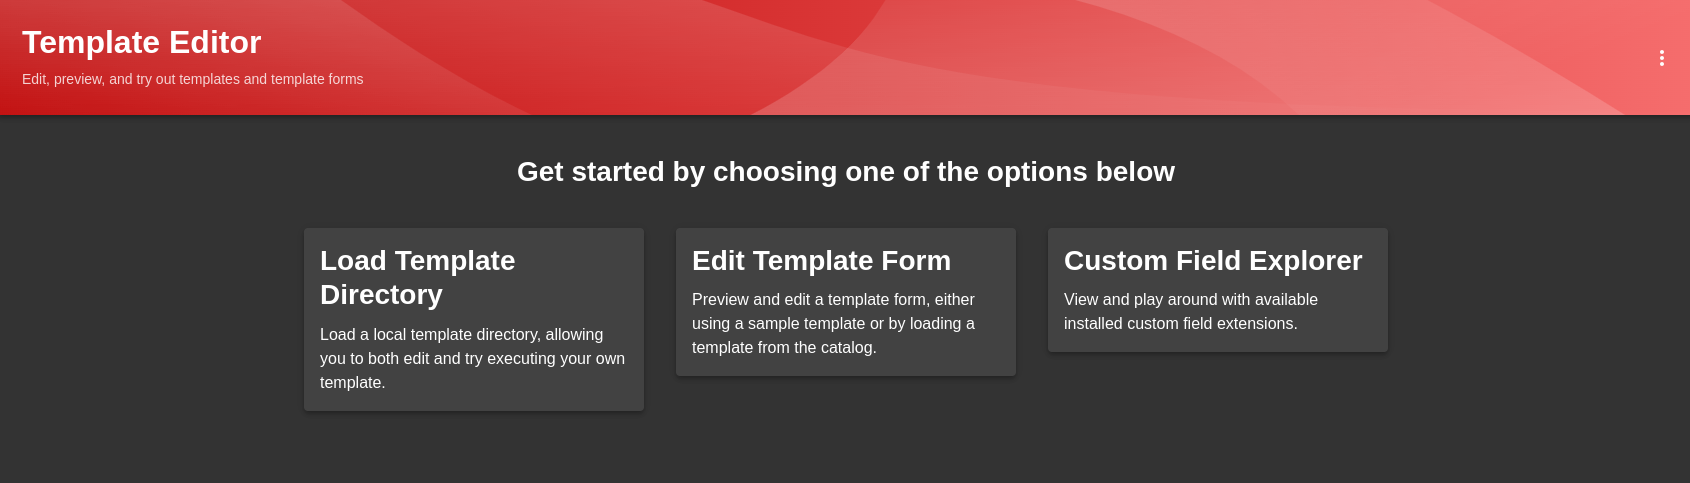 Template Editor
Edit, preview, and try out templates and template forms
Get started by choosing one of the options below
Load Template
Directory
Load a local template directory, allowing
you to both edit and try executing your own
template.
Edit Template Form
Preview and edit a template form, either
using a sample template or by loading a
template from the catalog.
Custom Field Explorer
View and play around with available
installed custom field extensions.